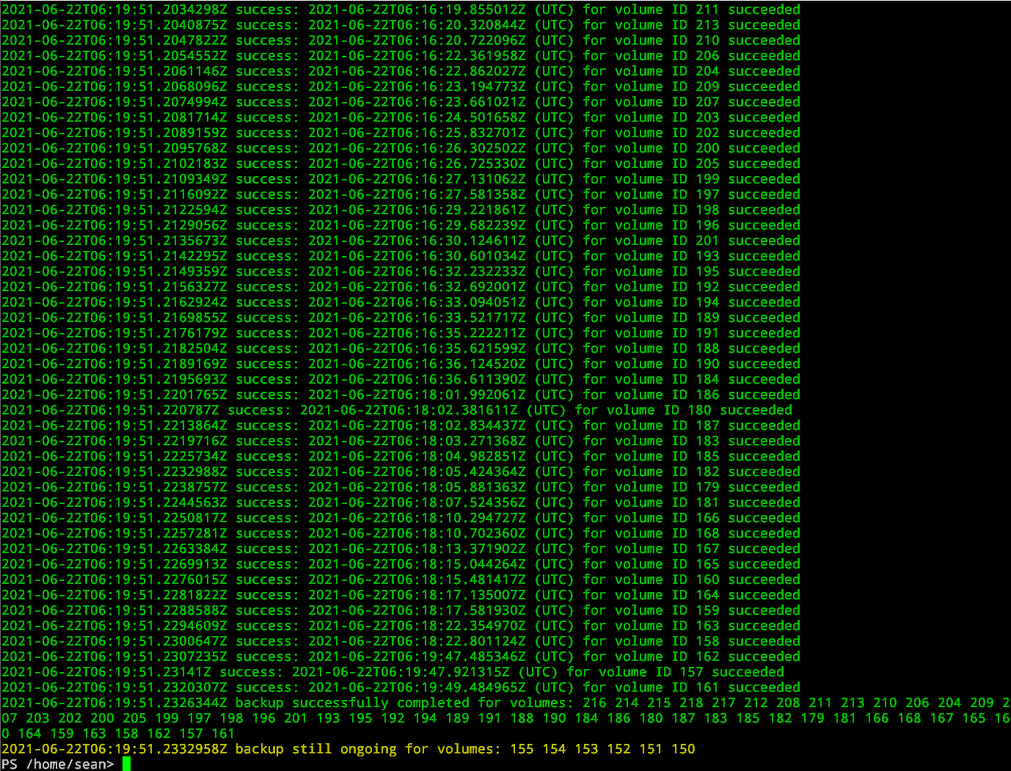 2021-06-22T06:19:51.2034298Z success: 2021-06-22T06:16:19.855012Z (UTC) for volume ID 211 succeeded
2021-06-22T06:19:51.2040875Z success: 2021-06-22T06:16:20.320844Z (UTC) for volume ID 213 succeeded
2021-06-22T06:19:51.2047822Z success: 2021-06-22T06:16:20.722096Z (UTC) for volume ID 210 succeeded
2021-06-22T06:19:51.2054552Z success: 2021-06-22T06:16:22.361958Z (UTC) for volume ID 206 succeeded
2021-06-22T06:19:51.2061146Z success: 2021-06-22T06:16:22.862027Z (UTC) for volume ID 204 succeeded
2021-06-22T06:19:51.2068096Z success: 2021-06-22T06:16:23.194773Z (UTC) for volume ID 209 succeeded
2021-06-22T06:19:51.2074994Z success: 2021-06-22T06:16:23.661021Z (UTC) for volume ID 207 succeeded
2021-06-22T06:19:51.2081714Z success: 2021-06-22T06:16:24.501658Z (UTC) for volume ID 203 succeeded
2021-06-22T06:19:51.2089159Z success: 2021-06-22T06:16:25.832701Z (UTC) for volume ID 202 succeeded
2021-06-22T06:19:51.2095768Z success: 2021-06-22T06:16:26.302502Z (UTC) for volume ID 200 succeeded
2021-06-22T06:19:51.2102183Z success: 2021-06-22T06:16:26.725330Z (UTC) for volume ID 205 succeeded
2021-06-22T06:19:51.2109349Z success: 2021-06-22T06:16:27.131062Z (UTC) for volume ID 199 succeeded
2021-06-22T06:19:51.2116092Z success: 2021-06-22T06:16:27.581358Z (UTC) for volume ID 197 succeeded
2021-06-22T06:19:51.2122594Z success: 2021-06-22T06:16:29.221861Z (UTC) for volume ID 198 succeeded
2021-06-22T06:19:51.2129056Z success: 2021-06-22T06:16:29.682239Z (UTC) for volume ID 196 succeeded
2021-06-22T06:19:51.2135673Z success: 2021-06-22T06:16:30.124611Z (UTC) for volume ID 201 succeeded
2021-06-22T06:19:51.2142295Z success: 2021-06-22T06:16:30.601034Z (UTC) for volume ID 193 succeeded
2021-06-22T06:19:51.2149359Z success: 2021-06-22T06:16:32.232233Z (UTC) for volume ID 195 succeeded
2021-06-22T06:19:51.2156327Z success: 2021-06-22T06:16:32.692001Z (UTC) for volume ID 192 succeeded
2021-06-22T06:19:51.2162924Z success: 2021-06-22T06:16:33.094051Z (UTC) for volume ID 194 succeeded
2021-06-22T06:19:51.2169855Z success: 2021-06-22T06:16:33.521717Z (UTC) for volume ID 189 succeeded
2021-06-22T06:19:51.2176179Z success: 2021-06-22T06:16:35.222211Z (UTC) for volume ID 191 succeeded
2021-06-22T06:19:51.2182504Z success: 2021-06-22T06:16:35.621599Z (UTC) for volume ID 188 succeeded
2021-06-22T06:19:51.2189169Z success: 2021-06-22T06:16:36.124520Z (UTC) for volume ID 190 succeeded
2021-06-22T06:19:51.2195693Z success: 2021-06-22T06:16:36.611390Z (UTC) for volume ID 184 succeeded
2021-06-22T06:19:51.2201765Z success: 2021-06-22T06:18:01.992061Z (UTC) for volume ID 186 succeeded
2021-06-22T06:19:51.220787Z success: 2021-06-22T06:18:02.381611Z (UTC) for volume ID 180 succeeded
2021-06-22T06:19:51.2213864Z success: 2021-06-22T06:18:02.834437Z (UTC) for volume ID 187 succeeded
2021-06-22T06:19:51.2219716Z success: 2021-06-22T06:18:03.271368Z (UTC) for volume ID 183 succeeded
2021-06-22T06:19:51.2225734Z success: 2021-06-22T06:18:04.982851Z (UTC) for volume ID 185 succeeded
2021-06-22T06:19:51.2232988Z success: 2021-06-22T06:18:05.424364Z (UTC) for volume ID 182 succeeded
2021-06-22T06:19:51.2238757Z success: 2021-06-22T06:18:05.881363Z (UTC) for volume ID 179 succeeded
2021-06-22T06:19:51.2244563Z success: 2021-06-22T06:18:07.524356Z (UTC) for volume ID 181 succeeded
2021-06-22T06:19:51.2250817Z success: 2021-06-22T06:18:10.294727Z (UTC) for volume ID 166 succeeded
2021-06-22T06:19:51.2257281Z success: 2021-06-22T06:18:10.702360Z (UTC) for volume ID 168 succeeded
2021-06-22T06:19:51.2263384Z success: 2021-06-22T06:18:13.371902Z (UTC) for volume ID 167 succeeded
2021-06-22T06:19:51.2269913Z success: 2021-06-22T06:18:15.044264Z (UTC) for volume ID 165 succeeded
2021-06-22T06:19:51.2276015Z success: 2021-06-22T06:18:15.481417Z (UTC) for volume ID 160 succeeded
2021-06-22T06:19:51.2281822Z success: 2021-06-22T06:18:17.135007Z (UTC) for volume ID 164 succeeded
2021-06-22T06:19:51.2288588Z success: 2021-06-22T06:18:17.581930Z (UTC) for volume ID 159 succeeded
2021-06-22T06:19:51.2294609Z success: 2021-06-22T06:18:22.354970Z (UTC) for volume ID 163 succeeded
2021-06-22T06:19:51.2300647Z success: 2021-06-22T06:18:22.801124Z (UTC) for volume ID 158 succeeded
2021-06-22T06:19:51.2307235Z success: 2021-06-22T06:19:47.485346Z (UTC) for volume ID 162 succeeded
2021-06-22T06:19:51.23141Z success: 2021-06-22T06:19:47.921315Z (UTC) for volume ID 157 succeeded
2021-06-22T06:19:51.2320307Z success: 2021-06-22T06:19:49.484965Z (UTC) for volume ID 161 succeeded
2021-06-22T06:19:51.2326344Z backup successfully completed for volumes: 216 214 215 218 217 212 208 211 213 210 206 204 209 2
07 203 202 200 205 199 197 198 196 201 193 195 192 194 189 191 188 190 184 186 180 187 183 185 182 179 181 166 168 167 165 16
0 164 159 163 158 162 157 161
2021-06-22T06:19:51.2332958Z backup still ongoing for volumes: 155 154 153 152 151 150
PS /home/sean>